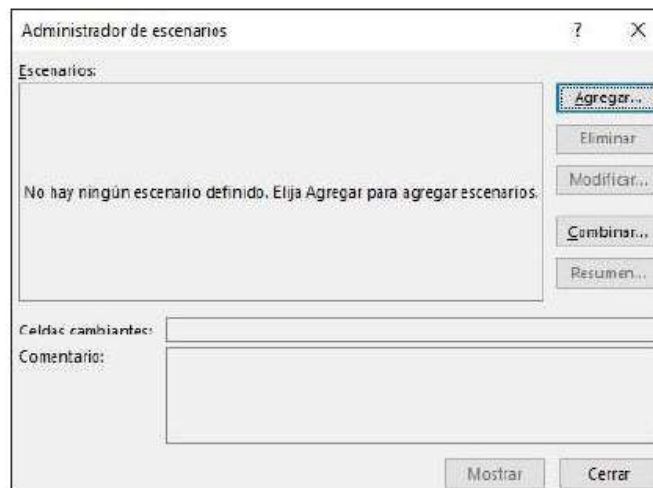 Administrador de escenarios
?
X
Escenarios:
No hay ningún escenario definido. Elija Agregar para agregar escenarios.
Agregar...
Eliminar
Modificar...
Combinar...
Resumen...
Celdas cambiantes:
Comentario:
Mostrar
Cerrar